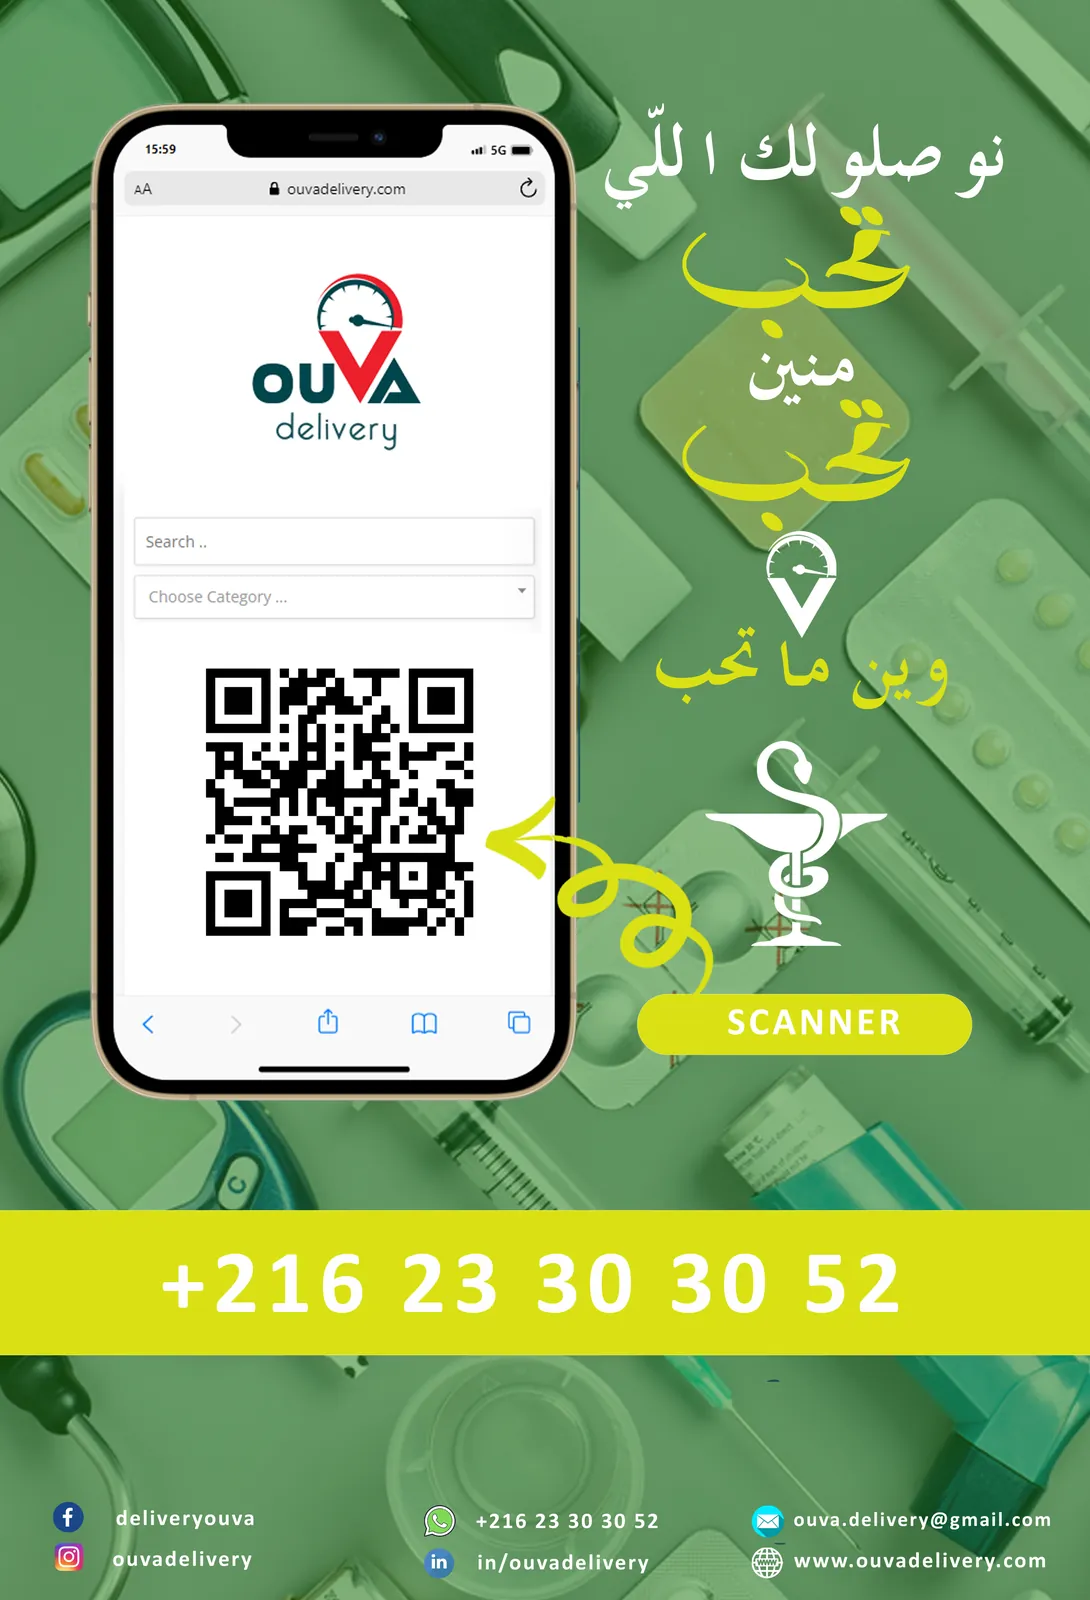 15:59
5G
AA
ouvadelivery.com
OUVA
delivery
Search ..
Choose Category ...
نو صلو لك ا للّي
تحب
منين
تحب
وين ما تحب
SCANNER
+216 23 30 30 52
deliveryouva
+216 23 30 30 52
ouva.delivery@gmail.com
ouvadelivery
in
in/ouvadelivery
www.ouvadelivery.com